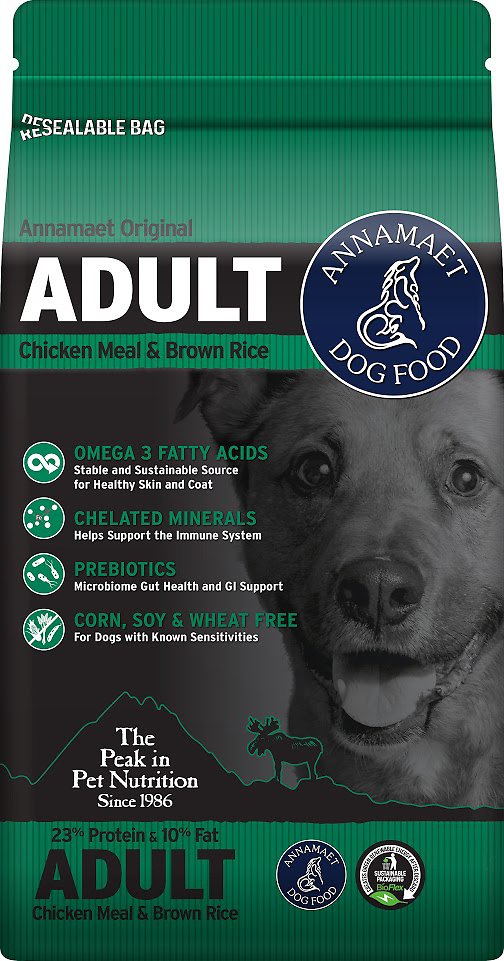 RESEALABLE BAG
Annamaet Original
ADULT
Chicken Meal & Brown Rice
ANNAMAET
DOG FOOD
OMEGA 3 FATTY ACIDS
Stable and Sustainable Source
for Healthy Skin and Coat
Fe
CHELATED MINERALS
Helps Support the Immune System
PREBIOTICS
Microbiome Gut Health and GI Support
CORN, SOY & WHEAT FREE
For Dogs with Known Sensitivities
The
Peak in
Pet Nutrition
Since 1986
23% Protein & 10% Fat
ADULT
Chicken Meal & Brown Rice
ANNAMAET
DOG FOOD
SUSTAINABLE
PACKAGING
BioFlex